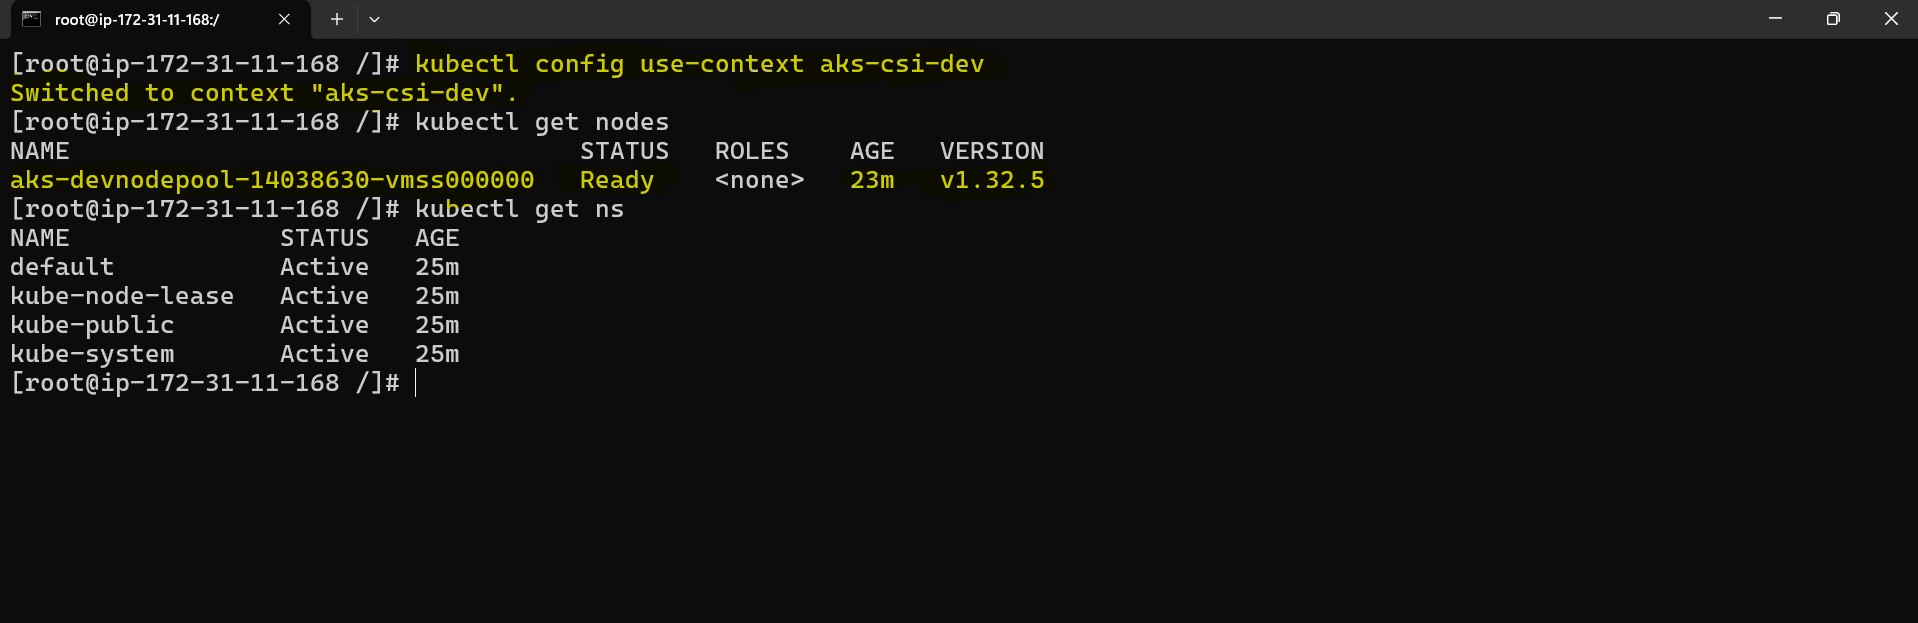 root@ip-172-31-11-168:/
[root@ip-172-31-11-168 /]# kubectl config use-context aks-csi-dev
Switched to context "aks-csi-dev".
[root@ip-172-31-11-168 /]# kubectl get nodes
NAME                                  STATUS   ROLES    AGE   VERSION
aks-devnodepool-14038630-vmss000000   Ready    <none>   23m   v1.32.5
[root@ip-172-31-11-168 /]# kubectl get ns
NAME              STATUS   AGE
default           Active   25m
kube-node-lease   Active   25m
kube-public       Active   25m
kube-system       Active   25m
[root@ip-172-31-11-168 /]#